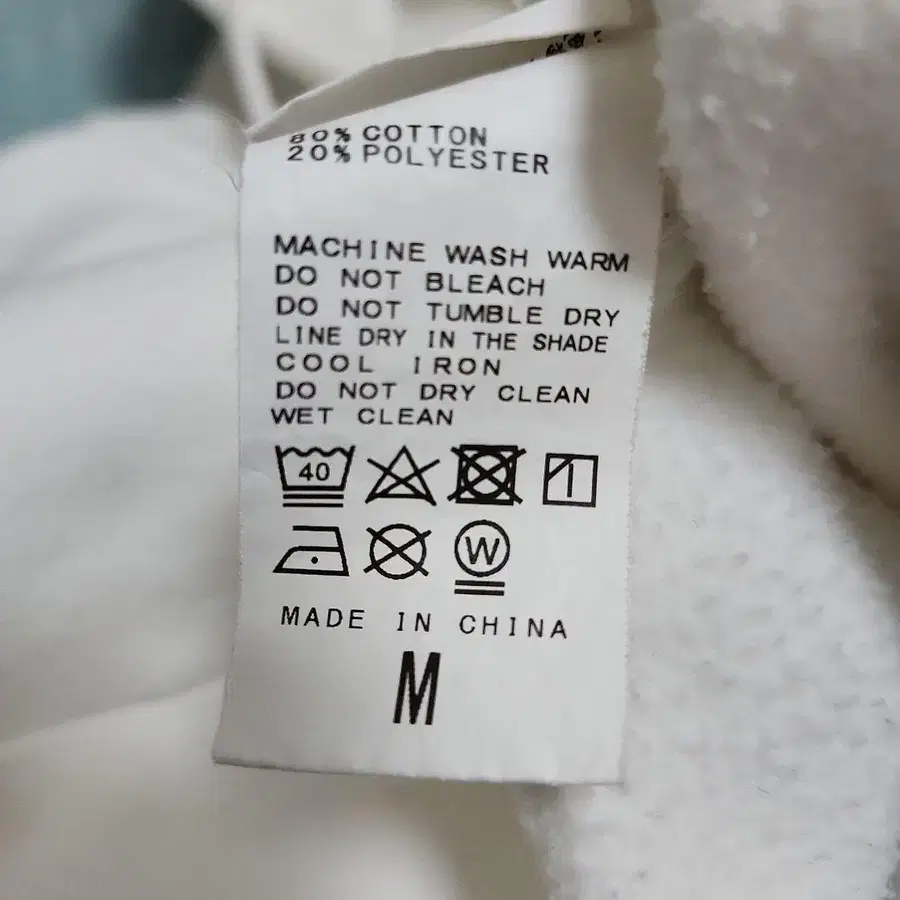 80% COTTON
20% POLYESTER
MACHINE WASH WARM
DO NOT BLEACH
DO NOT TUMBLE DRY
LINE DRY IN THE SHADE
COOL IRON
DO NOT DRY CLEAN
WET CLEAN
40
W
MADE IN CHINA
M